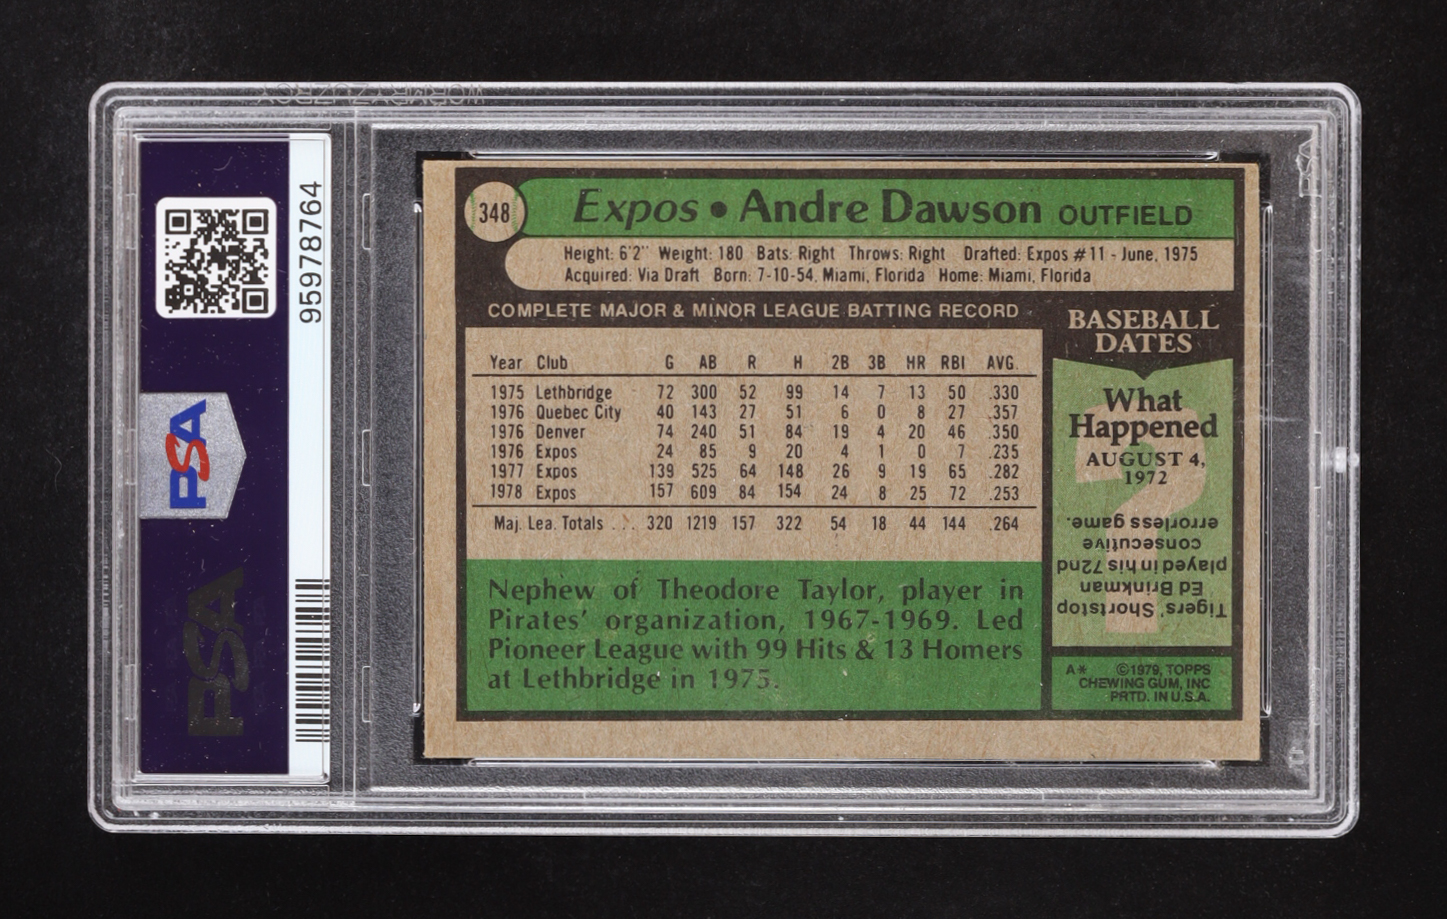 95978764
PSA
PSA
348
Expos • Andre Dawson OUTFIELD
Height: 6'2" Weight: 180 Bats: Right Throws: Right Drafted: Expos #11 - June, 1975
Acquired: Via Draft Born: 7-10-54, Miami, Florida Home: Miami, Florida
COMPLETE MAJOR & MINOR LEAGUE BATTING RECORD
Year Club G AB R H 2B 3B HR RBI AVG.
1975 Lethbridge 72 300 52 99 14 7 13 50 .330
1976 Quebec City 40 143 27 51 6 0 8 27 .357
1976 Denver 74 240 51 84 19 4 20 46 .350
1976 Expos 24 85 9 20 4 1 0 7 .235
1977 Expos 139 525 64 148 26 9 19 65 .282
1978 Expos 157 609 84 154 24 8 25 72 .253
Maj. Lea. Totals ... 320 1219 157 322 54 18 44 144 .264
Nephew of Theodore Taylor, player in
Pirates' organization, 1967-1969. Led
Pioneer League with 99 Hits & 13 Homers
at Lethbridge in 1975.
BASEBALL
DATES
What
Happened
AUGUST 4,
1972
Tigers' Shortstop
Ed Brinkman
played in his 72nd
consecutive
errorless game.
A* ©1979, TOPPS
CHEWING GUM, INC
PRTD. IN U.S.A.